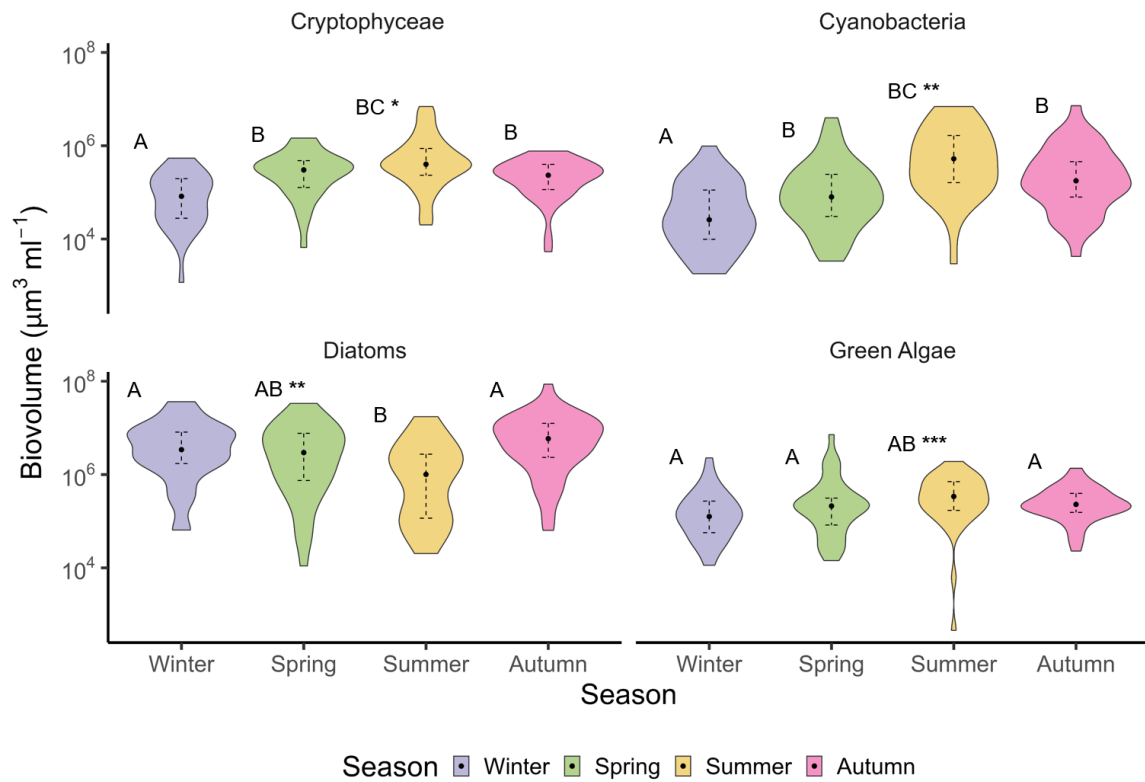 Cryptophyceae Cyanobacteria
10⁸
BC * BC **
A B B A B B
10⁶
10⁴
Biovolume (μm³ ml⁻¹)
Diatoms Green Algae
10⁸
A AB ** B A
A A AB *** A
10⁶
10⁴
Winter Spring Summer Autumn Winter Spring Summer Autumn
Season
Season Winter Spring Summer Autumn